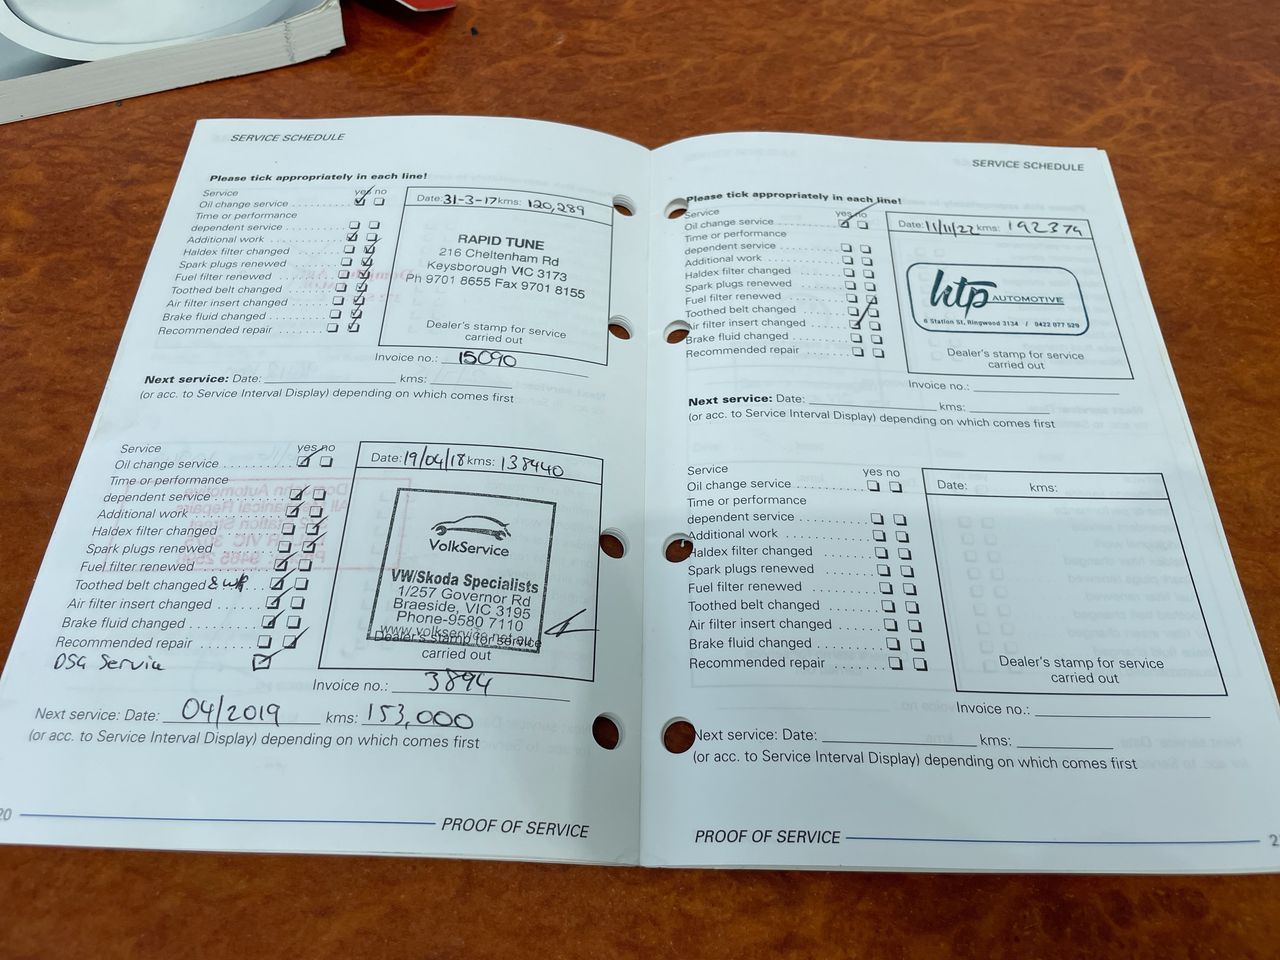 SERVICE SCHEDULE
Please tick appropriately in each line!
Service yes no
Oil change service
Time or performance
dependent service
Additional work
Haldex filter changed
Spark plugs renewed
Fuel filter renewed
Toothed belt changed
Air filter insert changed
Brake fluid changed
Recommended repair
Date: 31-3-17 kms: 120,289
RAPID TUNE
216 Cheltenham Rd
Keysborough VIC 3173
Ph 9701 8655 Fax 9701 8155
Dealer's stamp for service
carried out
Invoice no.: 15090
Next service: Date: kms:
(or acc. to Service Interval Display) depending on which comes first
Service yes no
Oil change service
Time or performance
dependent service
Additional work
Haldex filter changed
Spark plugs renewed
Fuel filter renewed
Toothed belt changed & w/p
Air filter insert changed
Brake fluid changed
Recommended repair
DSG Service
Date: 19/04/18 kms: 138440
VolkService
VW/Skoda Specialists
1/257 Governor Rd
Braeside, VIC 3195
Phone-9580 7110
www.volkservice.net.au
Dealer's stamp for service
carried out
Invoice no.: 3894
Next service: Date: 04/2019 kms: 153,000
(or acc. to Service Interval Display) depending on which comes first
20
PROOF OF SERVICE
SERVICE SCHEDULE
Please tick appropriately in each line!
Service yes no
Oil change service
Time or performance
dependent service
Additional work
Haldex filter changed
Spark plugs renewed
Fuel filter renewed
Toothed belt changed
Air filter insert changed
Brake fluid changed
Recommended repair
Date: 11/11/22 kms: 192379
htp AUTOMOTIVE
6 Station St, Ringwood 3134 / 0422 077 529
Dealer's stamp for service
carried out
Invoice no.:
Next service: Date: kms:
(or acc. to Service Interval Display) depending on which comes first
Service yes no
Oil change service
Time or performance
dependent service
Additional work
Haldex filter changed
Spark plugs renewed
Fuel filter renewed
Toothed belt changed
Air filter insert changed
Brake fluid changed
Recommended repair
Date: kms:
Dealer's stamp for service
carried out
Invoice no.:
Next service: Date: kms:
(or acc. to Service Interval Display) depending on which comes first
PROOF OF SERVICE